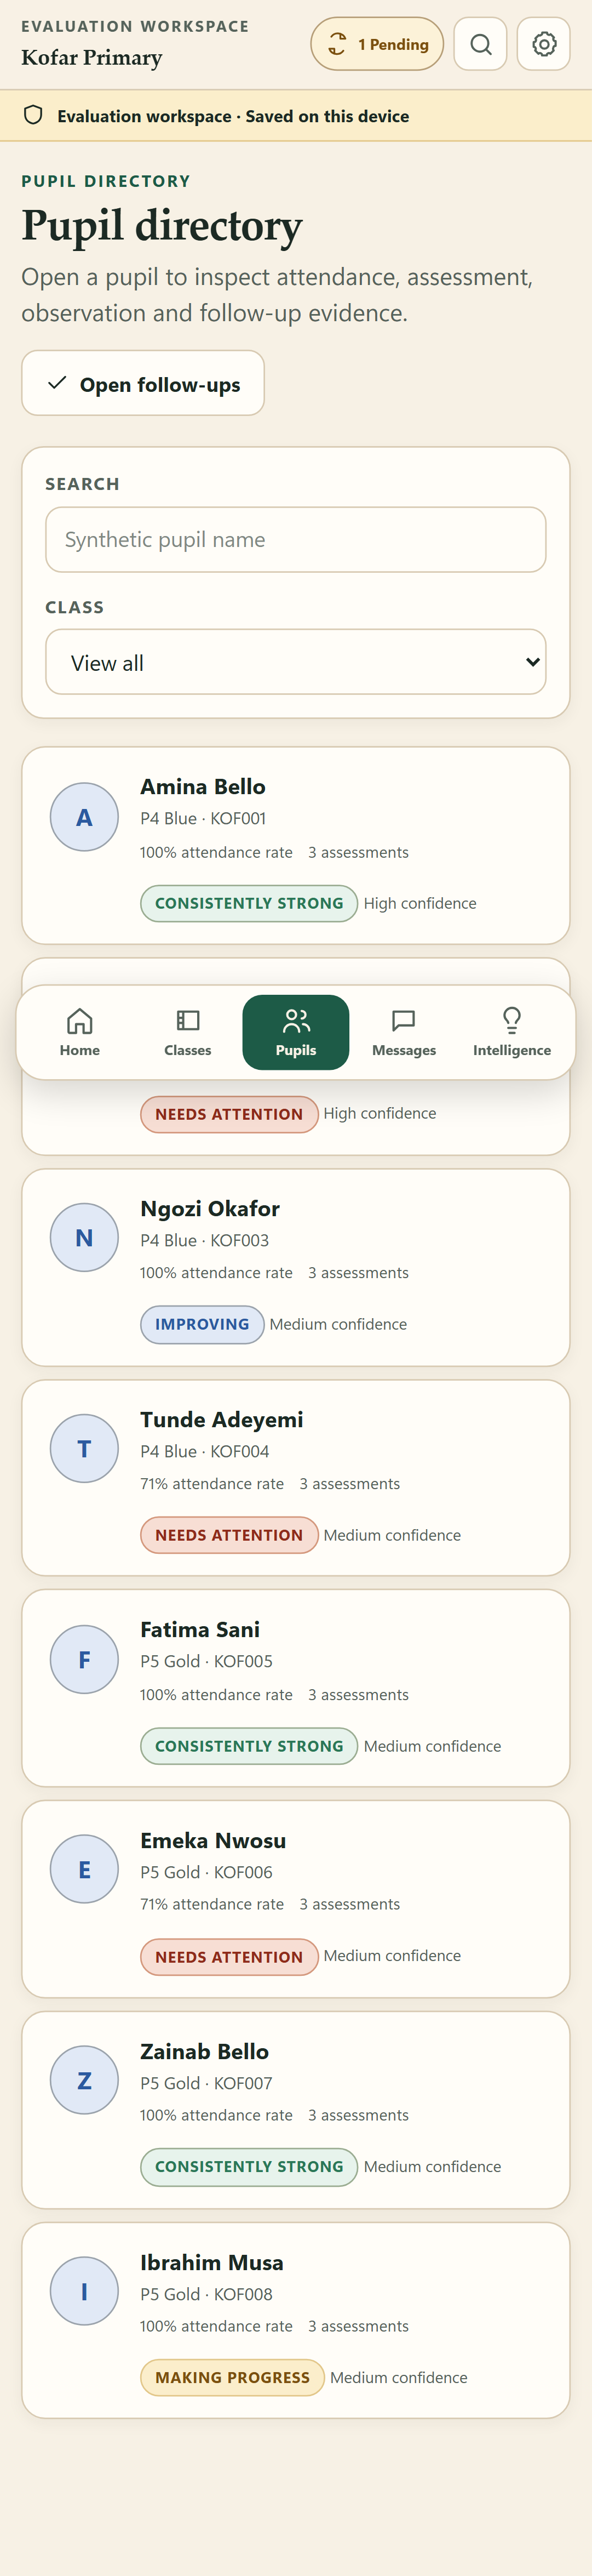 EVALUATION WORKSPACE
Kofar Primary
1 Pending
Evaluation workspace · Saved on this device
PUPIL DIRECTORY
Pupil directory
Open a pupil to inspect attendance, assessment,
observation and follow-up evidence.
Open follow-ups
SEARCH
Synthetic pupil name
CLASS
View all
A
Amina Bello
P4 Blue · KOF001
100% attendance rate 3 assessments
CONSISTENTLY STRONG High confidence
Home
Classes
Pupils
Messages
Intelligence
NEEDS ATTENTION High confidence
N
Ngozi Okafor
P4 Blue · KOF003
100% attendance rate 3 assessments
IMPROVING Medium confidence
T
Tunde Adeyemi
P4 Blue · KOF004
71% attendance rate 3 assessments
NEEDS ATTENTION Medium confidence
F
Fatima Sani
P5 Gold · KOF005
100% attendance rate 3 assessments
CONSISTENTLY STRONG Medium confidence
E
Emeka Nwosu
P5 Gold · KOF006
71% attendance rate 3 assessments
NEEDS ATTENTION Medium confidence
Z
Zainab Bello
P5 Gold · KOF007
100% attendance rate 3 assessments
CONSISTENTLY STRONG Medium confidence
I
Ibrahim Musa
P5 Gold · KOF008
100% attendance rate 3 assessments
MAKING PROGRESS Medium confidence